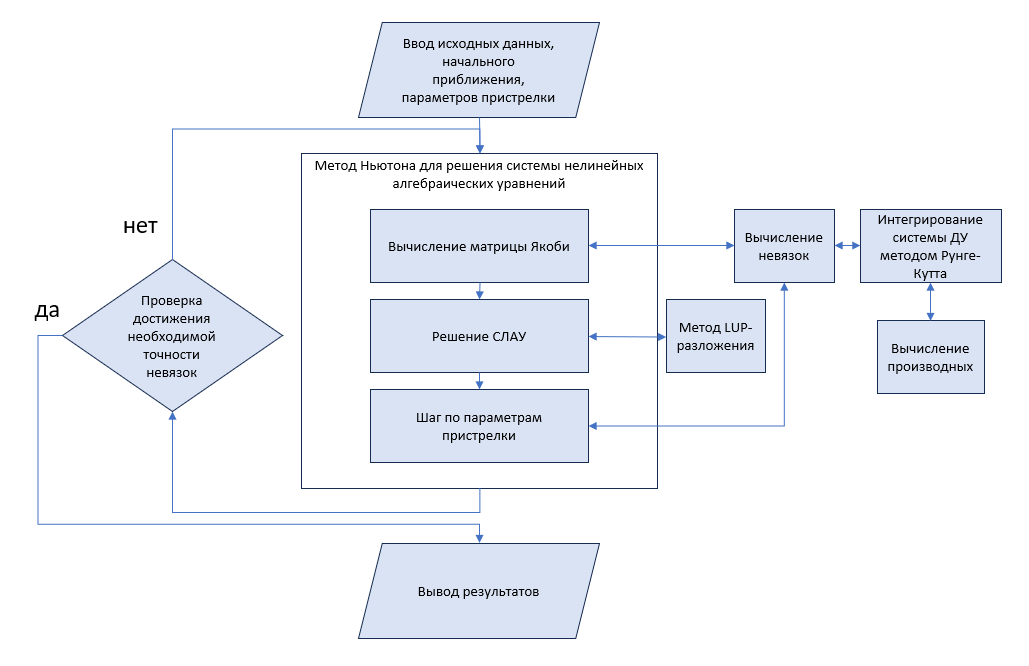 Ввод исходных данных,
начального
приближения,
параметров пристрелки
Метод Ньютона для решения системы нелинейных
алгебраических уравнений
нет
Вычисление матрицы Якоби
Вычисление
невязок
Интегрирование
системы ДУ
методом Рунге-
Кутта
да
Проверка
достижения
необходимой
точности
невязок
Решение СЛАУ
Метод LUP-
разложения
Вычисление
производных
Шаг по параметрам
пристрелки
Вывод результатов